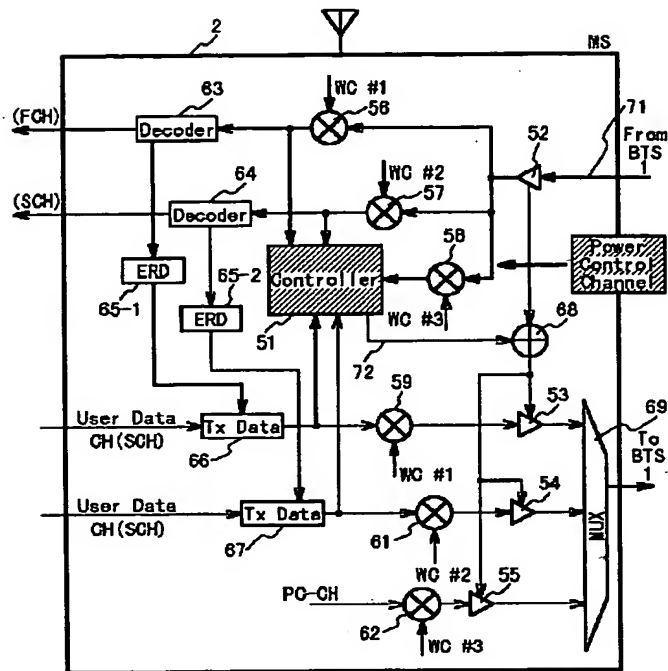 2
MS
(FCH)
63
Decoder
WC #1
56
71
From
BTS
1
52
64
WC #2
(SCH)
Decoder
57
58
Power
Control
Channel
ERD
65-1
65-2
ERD
Controller
51
WC #3
68
72
59
53
69
User Data
CH(SCH)
Tx Data
66
WC #1
To
BTS
1
54
User Data
CH(SCH)
Tx Data
67
61
WC #2
MUX
55
PC-CH
62
WC #3